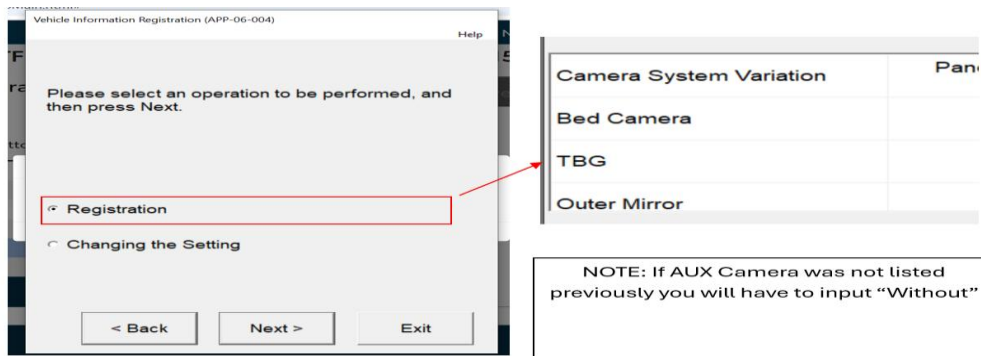 Vehicle Information Registration (APP-06-004)
Help
Please select an operation to be performed, and
then press Next.
Registration
Changing the Setting
< Back Next > Exit
Camera System Variation
Bed Camera
TBG
Outer Mirror
NOTE: If AUX Camera was not listed
previously you will have to input “Without”